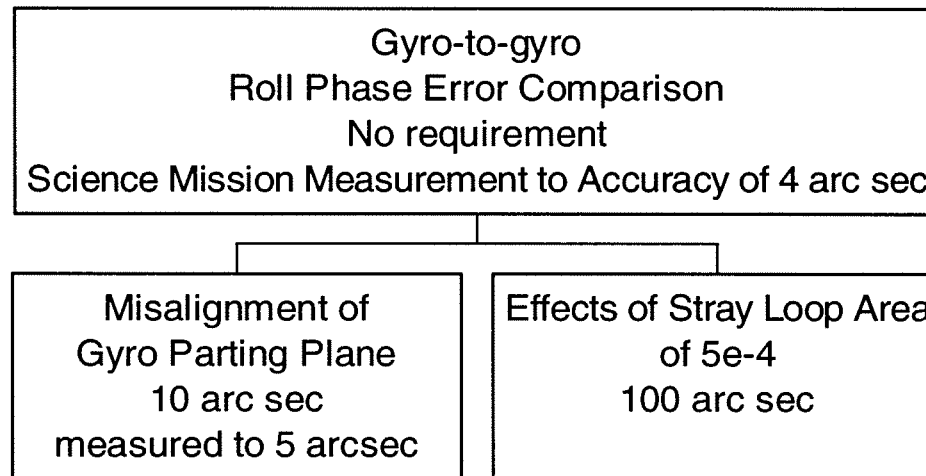 Gyro-to-gyro
Roll Phase Error Comparison
No requirement
Science Mission Measurement to Accuracy of 4 arc sec
Misalignment of
Gyro Parting Plane
10 arc sec
measured to 5 arcsec
Effects of Stray Loop Area
of 5e-4
100 arc sec